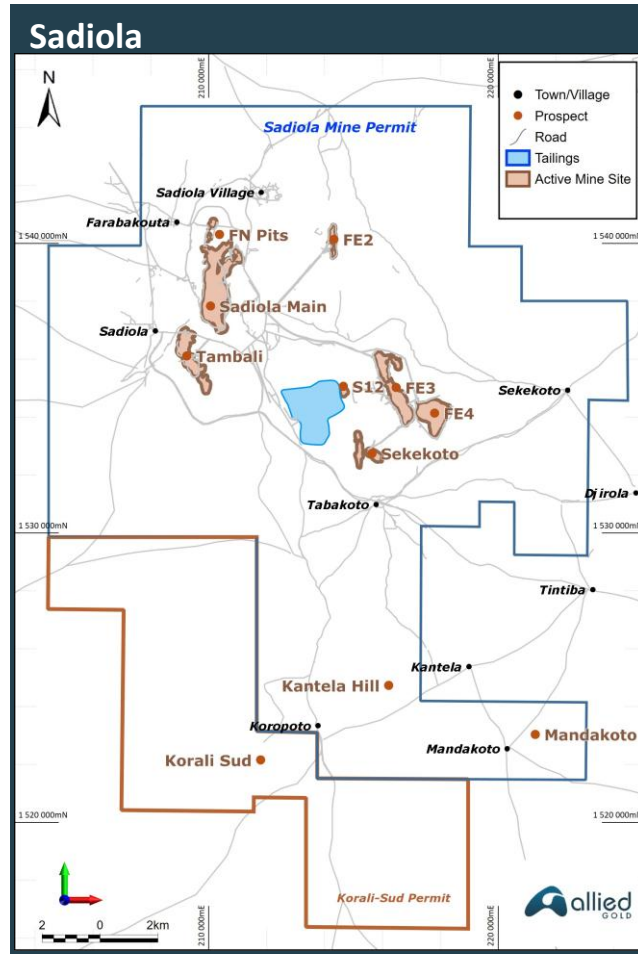 Sadiola
210 000mE
220 000mE
N
Town/Village
Prospect
Road
Tailings
Active Mine Site
Sadiola Mine Permit
Sadiola Village
Farabakouta
FN Pits
FE2
1 540 000mN
1 540 000mN
Sadiola Main
Sadiola
Tambali
S12
FE3
Sekekoto
FE4
Sekekoto
Djirola
Tabakoto
1 530 000mN
1 530 000mN
Tintiba
Kantela
Kantela Hill
Koropoto
Mandakoto
Mandakoto
Korali Sud
1 520 000mN
1 520 000mN
Korali-Sud Permit
allied
GOLD
2 0 2km
210 000mE
220 000mE